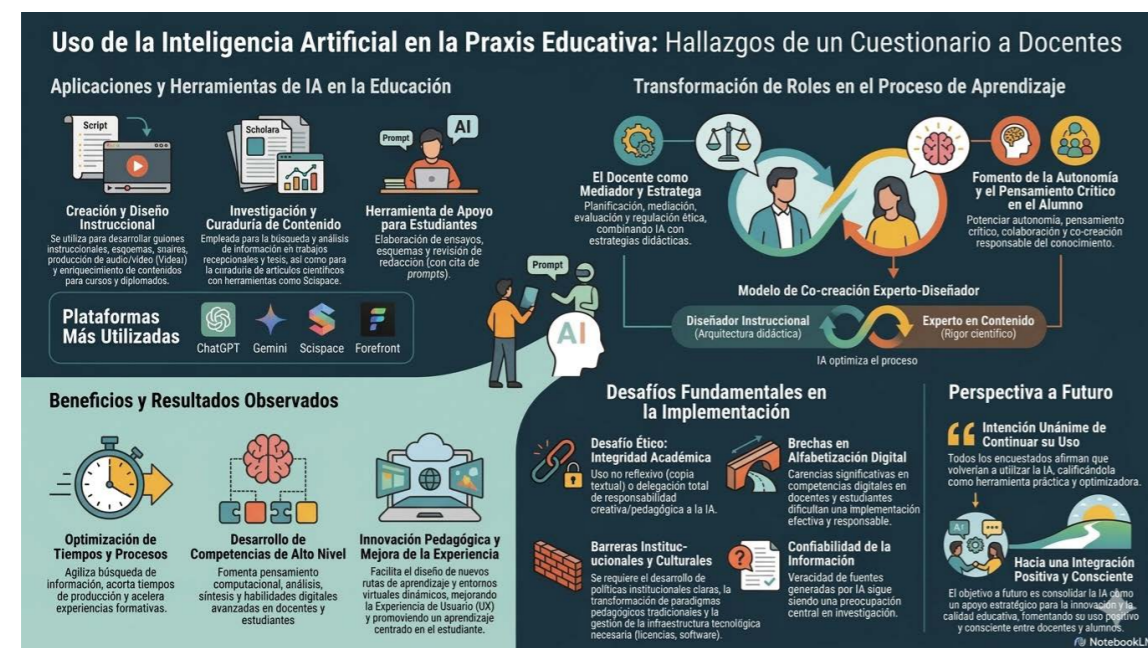 Uso de la Inteligencia Artificial en la Praxis Educativa: Hallazgos de un Cuestionario a Docentes
Aplicaciones y Herramientas de IA en la Educación
Script
Creación y Diseño
Instruccional
Se utiliza para desarrollar guiones
instruccionales, esquemas, snaires,
producción de audio/vídeo (Videar)
y enriquecimiento de contenidos
para cursos y diplomados.
Scholara
Investigación y
Curaduría de Contenido
Empleada para la búsqueda y análisis
de información en trabajos
recepcionales y tesis, así como para
la curaduria de articulos científicos
con herramientas como Scispace.
Prompt
AI
Herramienta de Apoyo
para Estudiantes
Elaboración de ensayos,
esquemas y revisión de
redacción (con cita de
prompts).
Plataformas
Más Utilizadas
ChatGPT
Gemini
Scispace
Forefront
Prompt
AI
Transformación de Roles en el Proceso de Aprendizaje
El Docente como
Mediador y Estratega
Planificación, mediación,
evaluación y regulación ética,
combinando IA con
estrategias didácticas.
Fomento de la Autonomía
y el Pensamiento Crítico
en el Alumno
Potenciar autonomía, pensamiento
crítico, colaboración y co-creación
responsable del conocimiento.
Modelo de Co-creación Experto-Diseñador
Diseñador Instruccional
(Arquitectura didáctica)
Experto en Contenido
(Rigor científico)
IA optimiza el proceso
Beneficios y Resultados Observados
Optimización de
Tiempos y Procesos
Agiliza búsqueda de
información, acorta tiempos
de producción y acelera
experiencias formativas.
Desarrollo de
Competencias de Alto Nivel
Fomenta pensamiento
computacional, análisis,
síntesis y habilidades digitales
avanzadas en docentes y
estudiantes
Innovación Pedagógica y
Mejora de la Experiencia
Facilita el diseño de nuevos
rutas de aprendizaje y entornos
virtuales dinámicos, mejorando
la Experiencia de Usuario (UX)
y promoviendo un aprendizaje
centrado en el estudiante.
Desafíos Fundamentales en
la Implementación
Desafío Ético:
Integridad Académica
Uso no reflexivo (copia
textual) o delegación total
de responsabilidad
creativa/pedagógica a la IA.
Brechas en
Alfabetización Digital
Carencias significativas en
competencias digitales en
docentes y estudiantes
dificultan una implementación
efectiva y responsable.
Barreras Instituc-
ucionales y Culturales
Se requiere el desarrollo de
políticas institucionales claras, la
transformación de paradigmas
pedagógicos tradicionales y la
gestión de la infraestructura tecnológica
necesaria (licencias, software).
Confiabilidad de la
Información
Veracidad de fuentes
generadas por IA sigue
siendo una preocupación
central en investigación.
Perspectiva a Futuro
Intención Unánime de
Continuar su Uso
Todos los encuestados afirman que
volverían a utiilzar la IA, calificándola
como herramienta práctica y optimizadora.
Hacia una Integración
Positiva y Consciente
El objetivo a future es consolidar la IA como
un apoyo estratégico para la innovación y la
calidad educativa, fomentando su uso positivo
y consciente entre docentes y alumnos.
NotebookLM